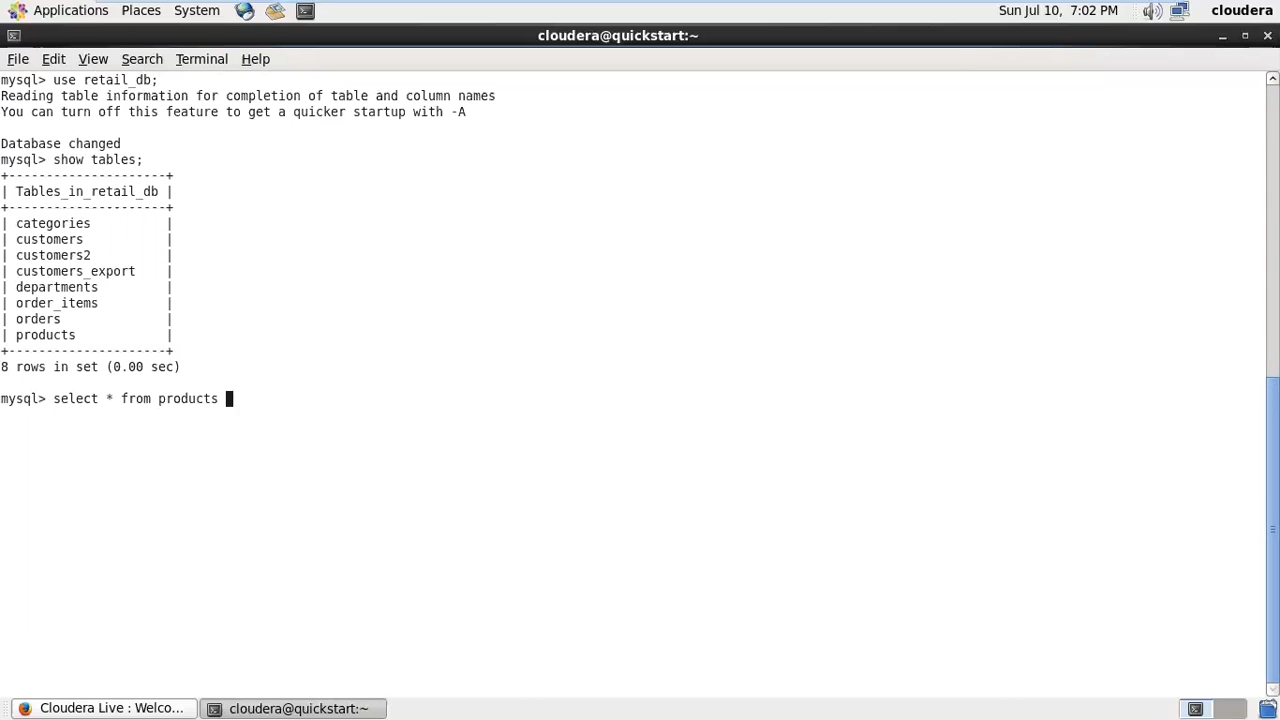 Applications Places System Sun Jul 10, 7:02 PM cloudera
cloudera@quickstart:~
File Edit View Search Terminal Help
mysql> use retail_db;
Reading table information for completion of table and column names
You can turn off this feature to get a quicker startup with -A
Database changed
mysql> show tables;
+---------------------+
| Tables_in_retail_db |
+---------------------+
| categories          |
| customers           |
| customers2          |
| customers_export    |
| departments         |
| order_items         |
| orders              |
| products            |
+---------------------+
8 rows in set (0.00 sec)
mysql> select * from products
Cloudera Live : Welco... cloudera@quickstart:~